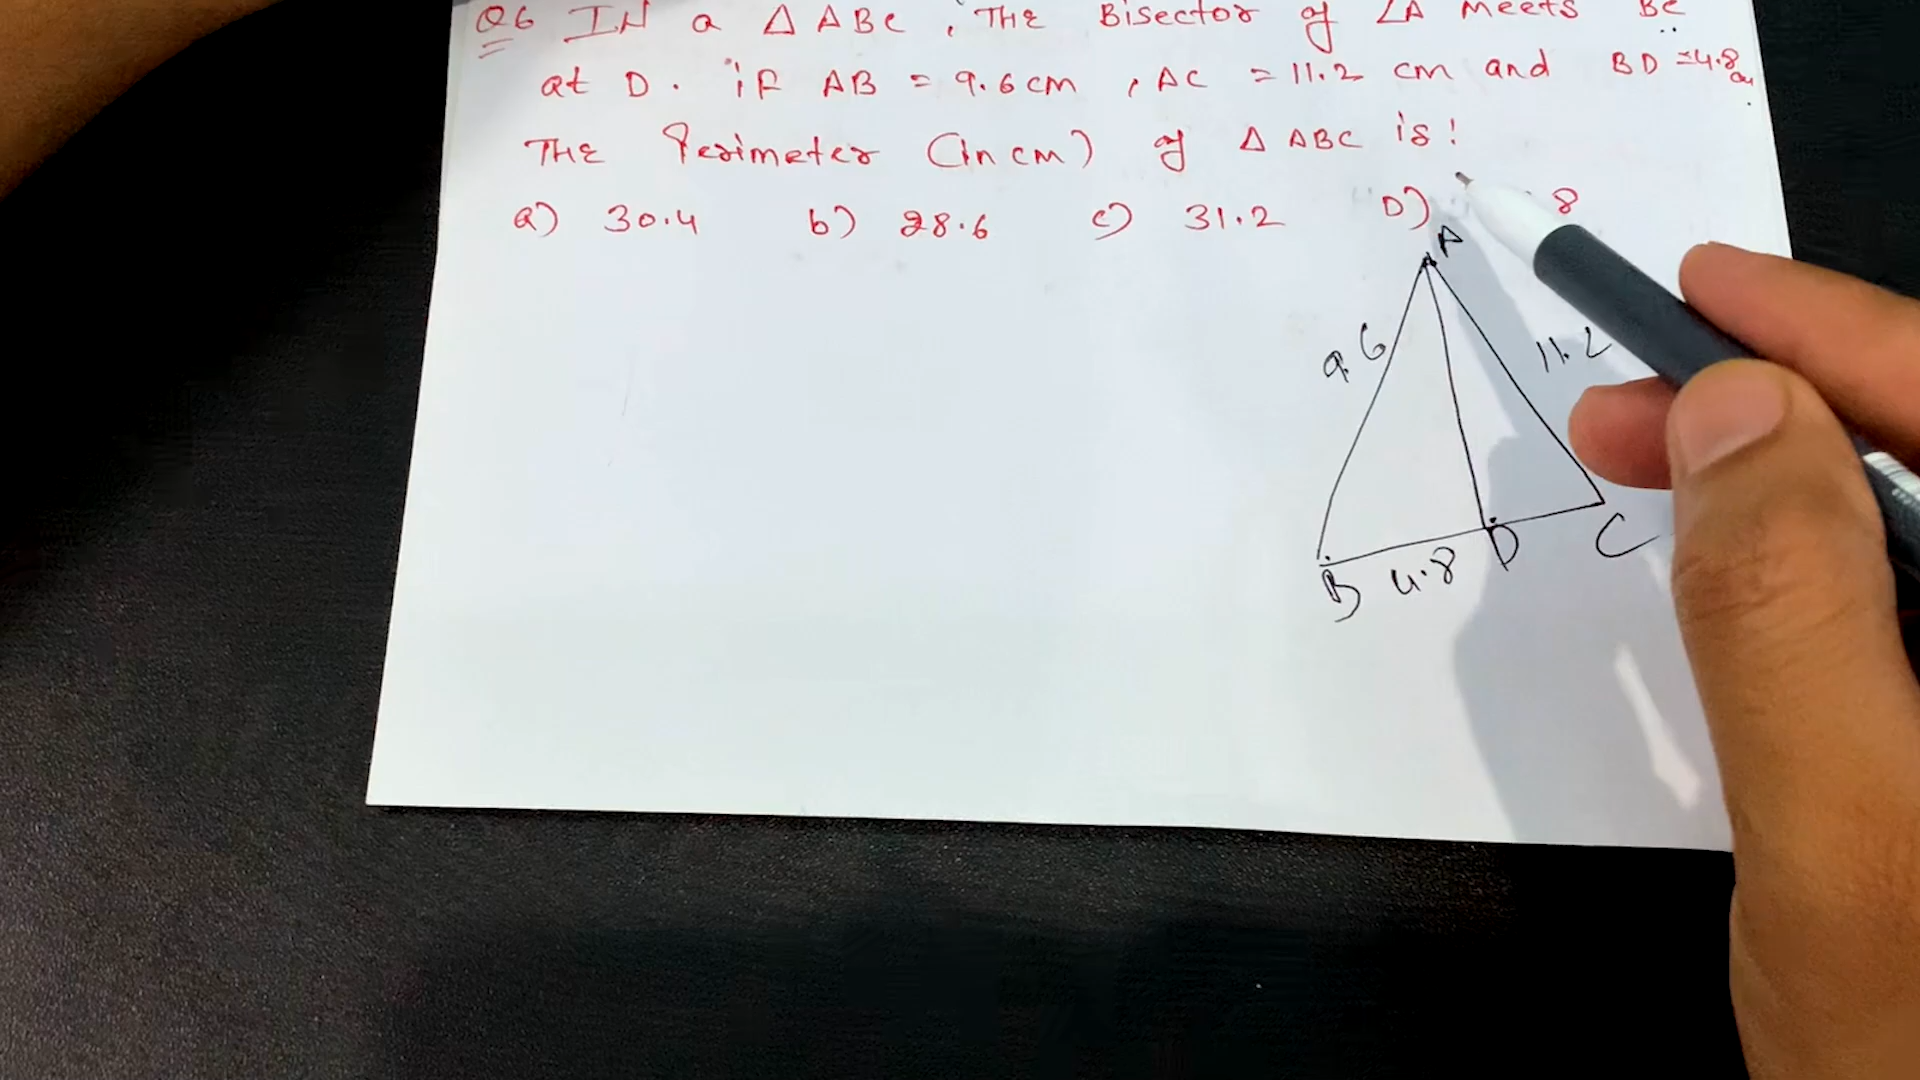 Q6 IN a △ ABC, THE Bisector of ∠A Meets BC
at D. if AB = 9.6 cm, AC = 11.2 cm and BD = 4.8 cm.
THE Perimeter (in cm) of △ ABC is!
a) 30.4 b) 28.6 c) 31.2 D) 8
A
9.6 11.2
B 4.8 D C